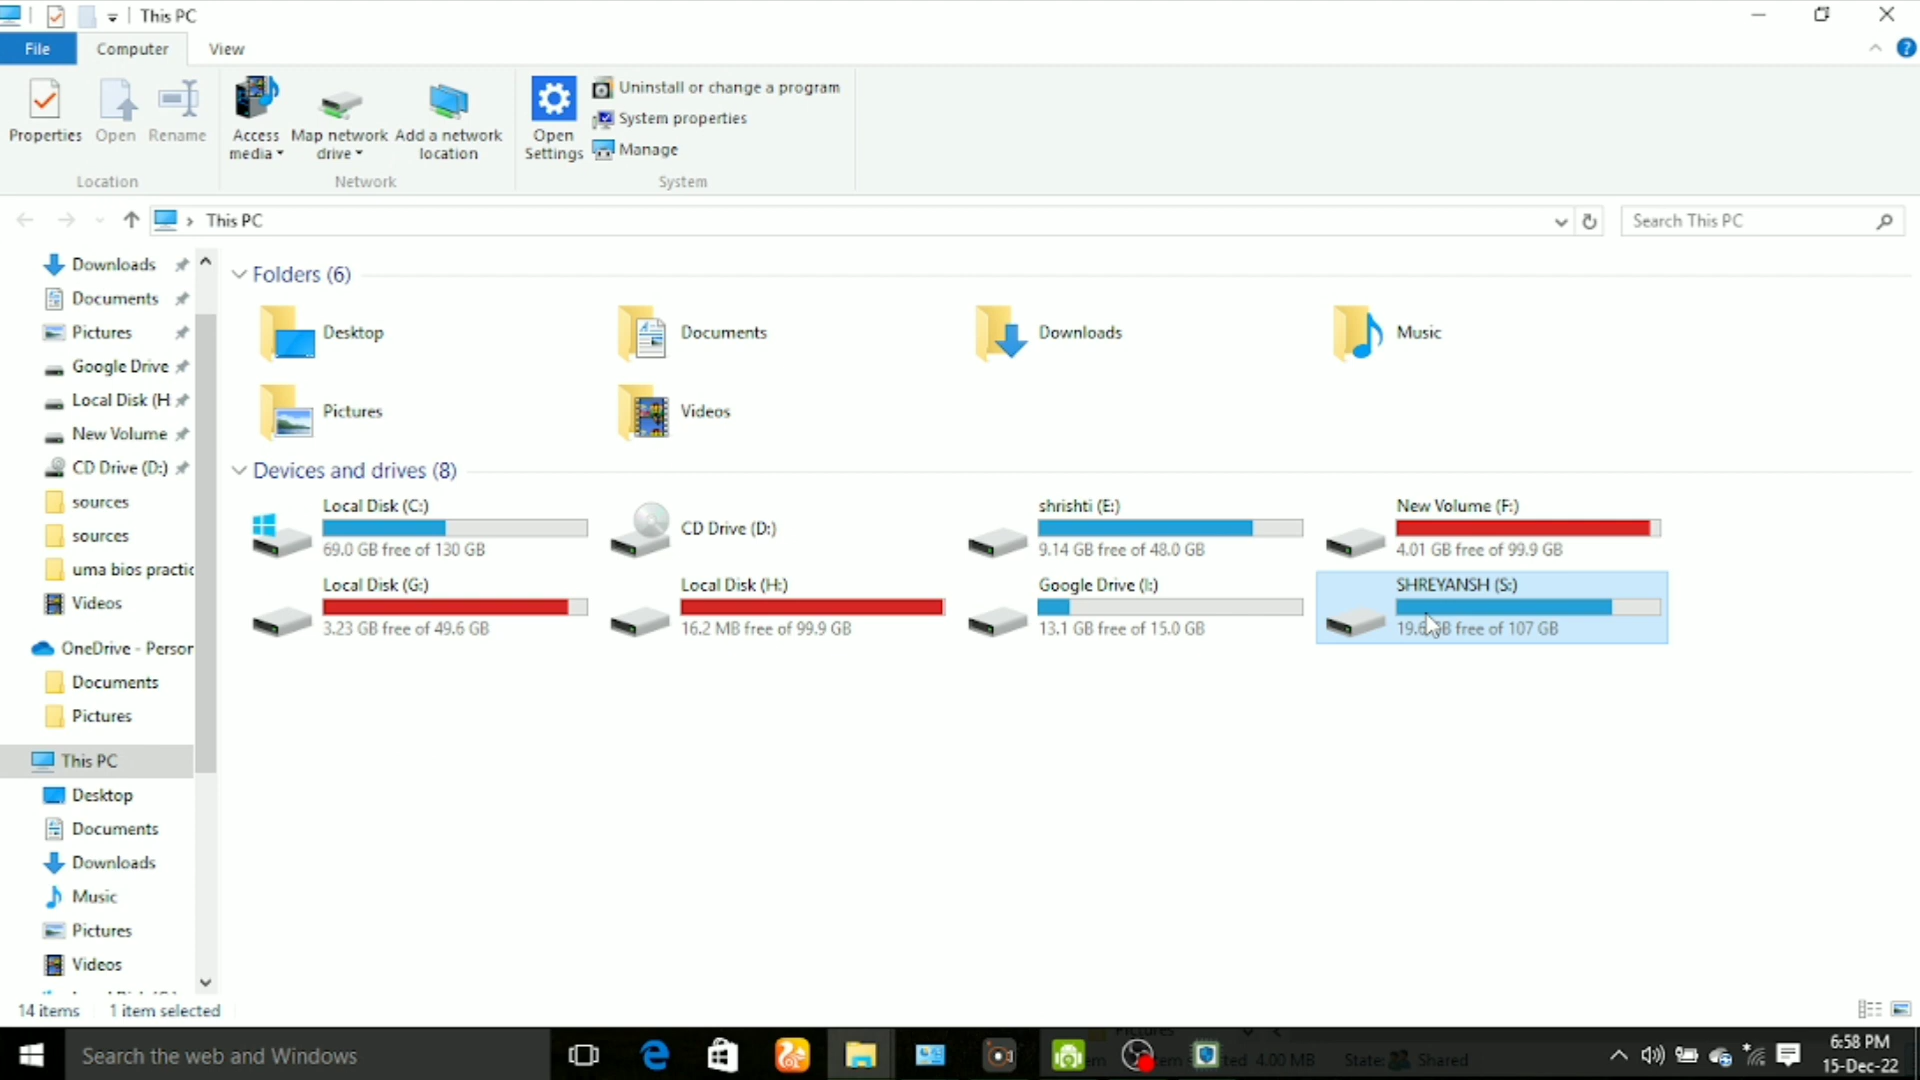 This PC
File
Computer
View
Properties
Open
Rename
Access media
Map network drive
Add a network location
Open Settings
Uninstall or change a program
System properties
Manage
Location
Network
System
This PC
Search This PC
Downloads
Documents
Pictures
Google Drive
Local Disk (H
New Volume
CD Drive (D:)
sources
sources
uma bios practic
Videos
OneDrive - Person
Documents
Pictures
This PC
Desktop
Documents
Downloads
Music
Pictures
Videos
Folders (6)
Desktop
Documents
Downloads
Music
Pictures
Videos
Devices and drives (8)
Local Disk (C:)
69.0 GB free of 130 GB
CD Drive (D:)
shrishti (E:)
9.14 GB free of 48.0 GB
New Volume (F:)
4.01 GB free of 99.9 GB
Local Disk (G:)
3.23 GB free of 49.6 GB
Local Disk (H:)
16.2 MB free of 99.9 GB
Google Drive (I:)
13.1 GB free of 15.0 GB
SHREYANSH (S:)
GB free of 107 GB
14 items
1 item selected
Search the web and Windows
4.00 MB
State:
Shared
6:58 PM
15-Dec-22